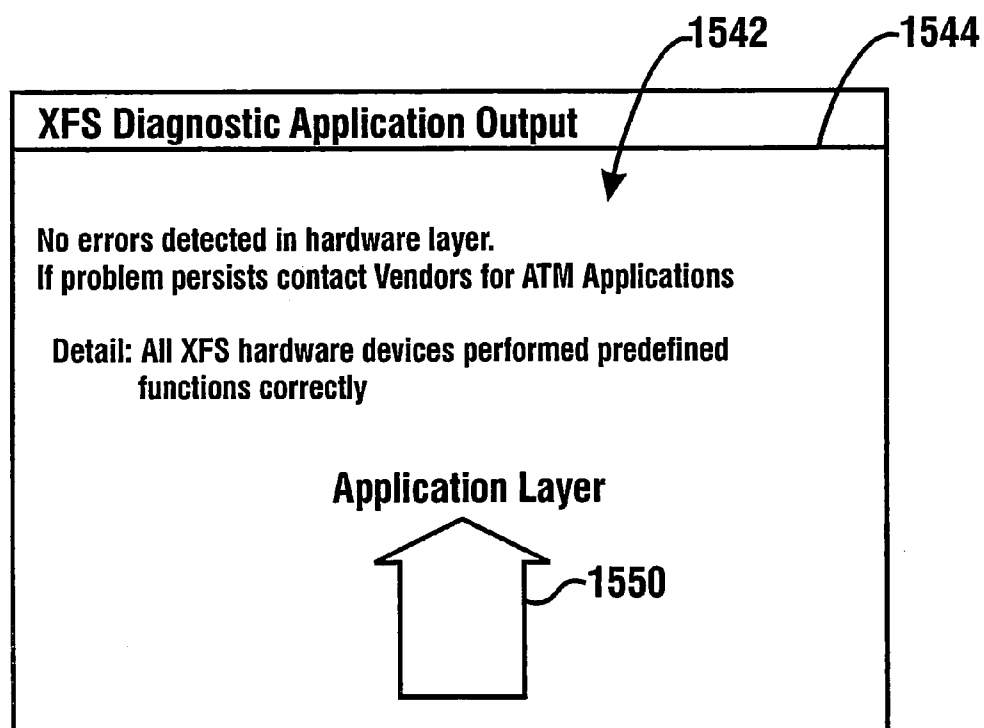 1542
1544
XFS Diagnostic Application Output
No errors detected in hardware layer.
If problem persists contact Vendors for ATM Applications
Detail: All XFS hardware devices performed predefined
functions correctly
Application Layer
1550